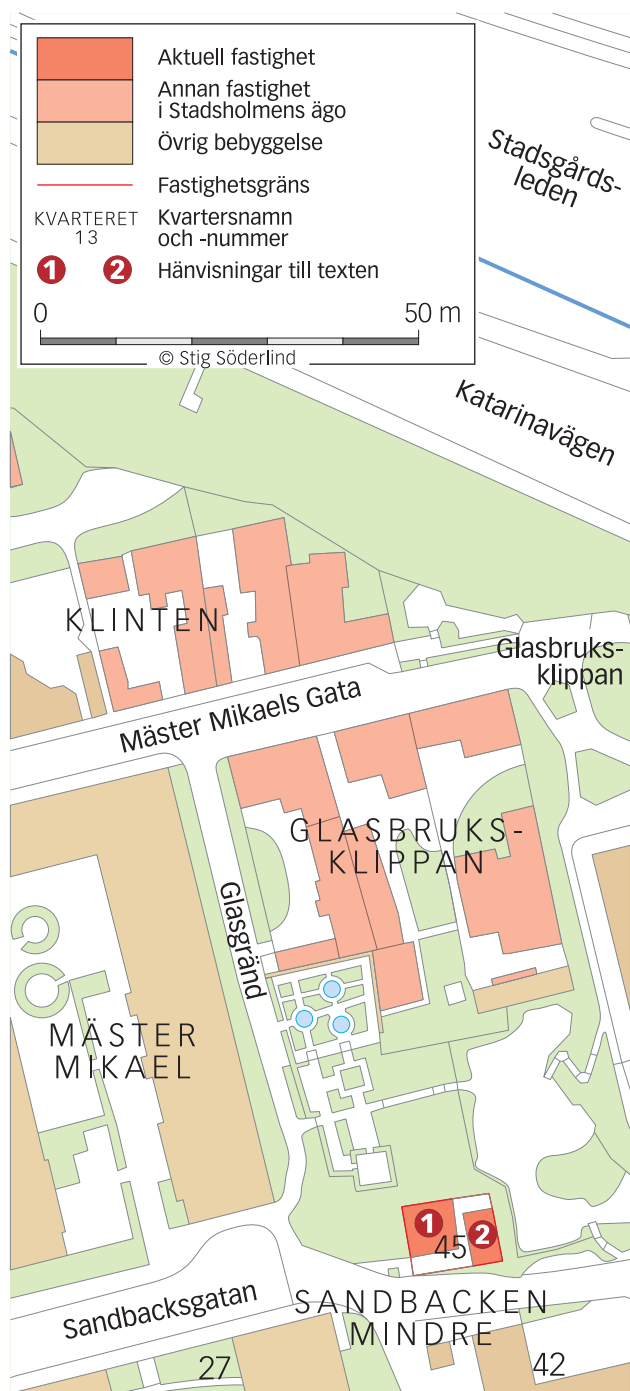 Aktuell fastighet
Annan fastighet
i Stadsholmens ägo
Övrig bebyggelse
Fastighetsgräns
KVARTERET
13
Kvartersnamn
och -nummer
1 2 Hänvisningar till texten
0 50 m
© Stig Söderlind
Stadsgårds-
leden
Katarinavägen
KLINTEN
Glasbruks-
klippan
Mäster Mikaels Gata
GLASBRUKS-
KLIPPAN
Glasgränd
MÄSTER
MIKAEL
1
2
45
Sandbacksgatan
SANDBACKEN
MINDRE
27
42